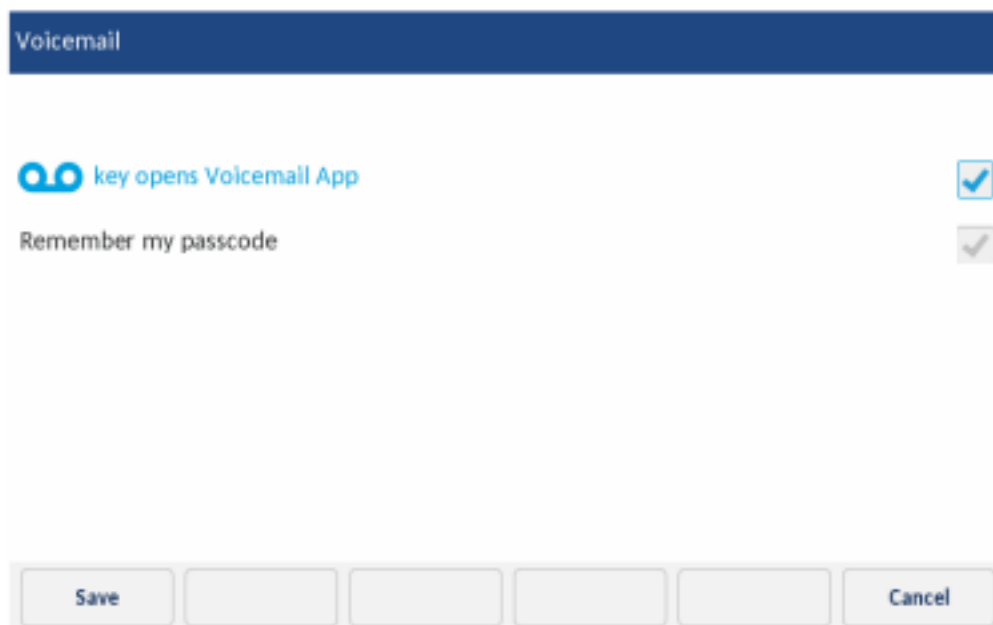 Voicemail
key opens Voicemail App
Remember my passcode
Save
Cancel